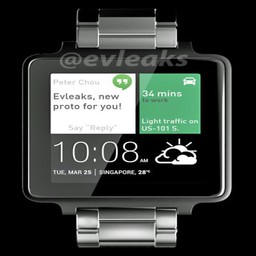 @evleaks
Peter Chou
Evleaks, new
proto for you!
Say "Reply"
34 mins
to work
Light traffic on
US-101 S.
10:08 AM
TUE, MAR 25 | SINGAPORE, 28°